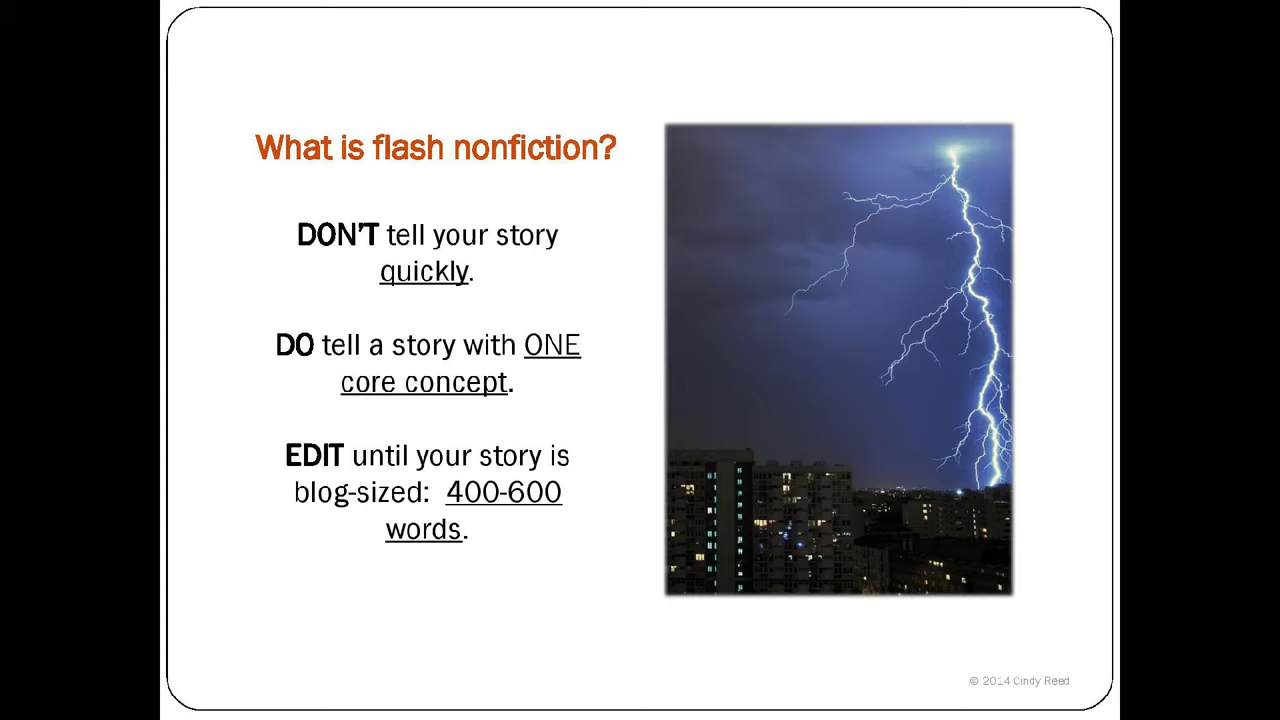 What is flash nonfiction?
DON'T tell your story
quickly.
DO tell a story with ONE
core concept.
EDIT until your story is
blog-sized:  400-600
words.
© 2014 Cindy Reed